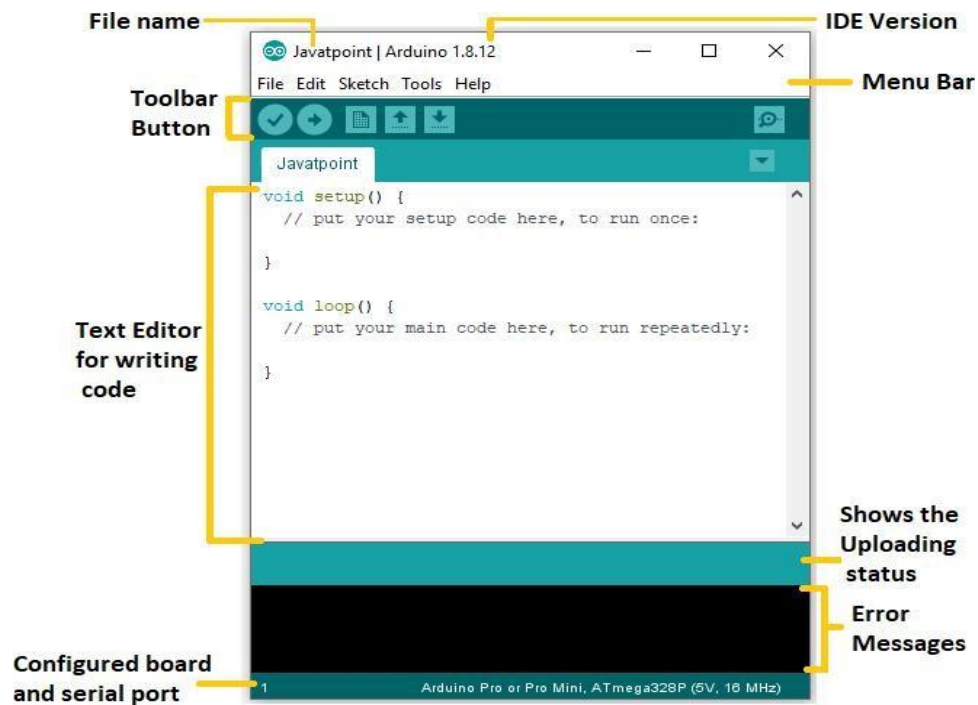 File name
IDE Version
Javatpoint | Arduino 1.8.12
File Edit Sketch Tools Help
Menu Bar
Toolbar
Button
Javatpoint
void setup() {
// put your setup code here, to run once:
}
void loop() {
// put your main code here, to run repeatedly:
}
Text Editor
for writing
code
Shows the
Uploading
status
Error
Messages
Configured board
and serial port
1
Arduino Pro or Pro Mini, ATmega328P (5V, 16 MHz)